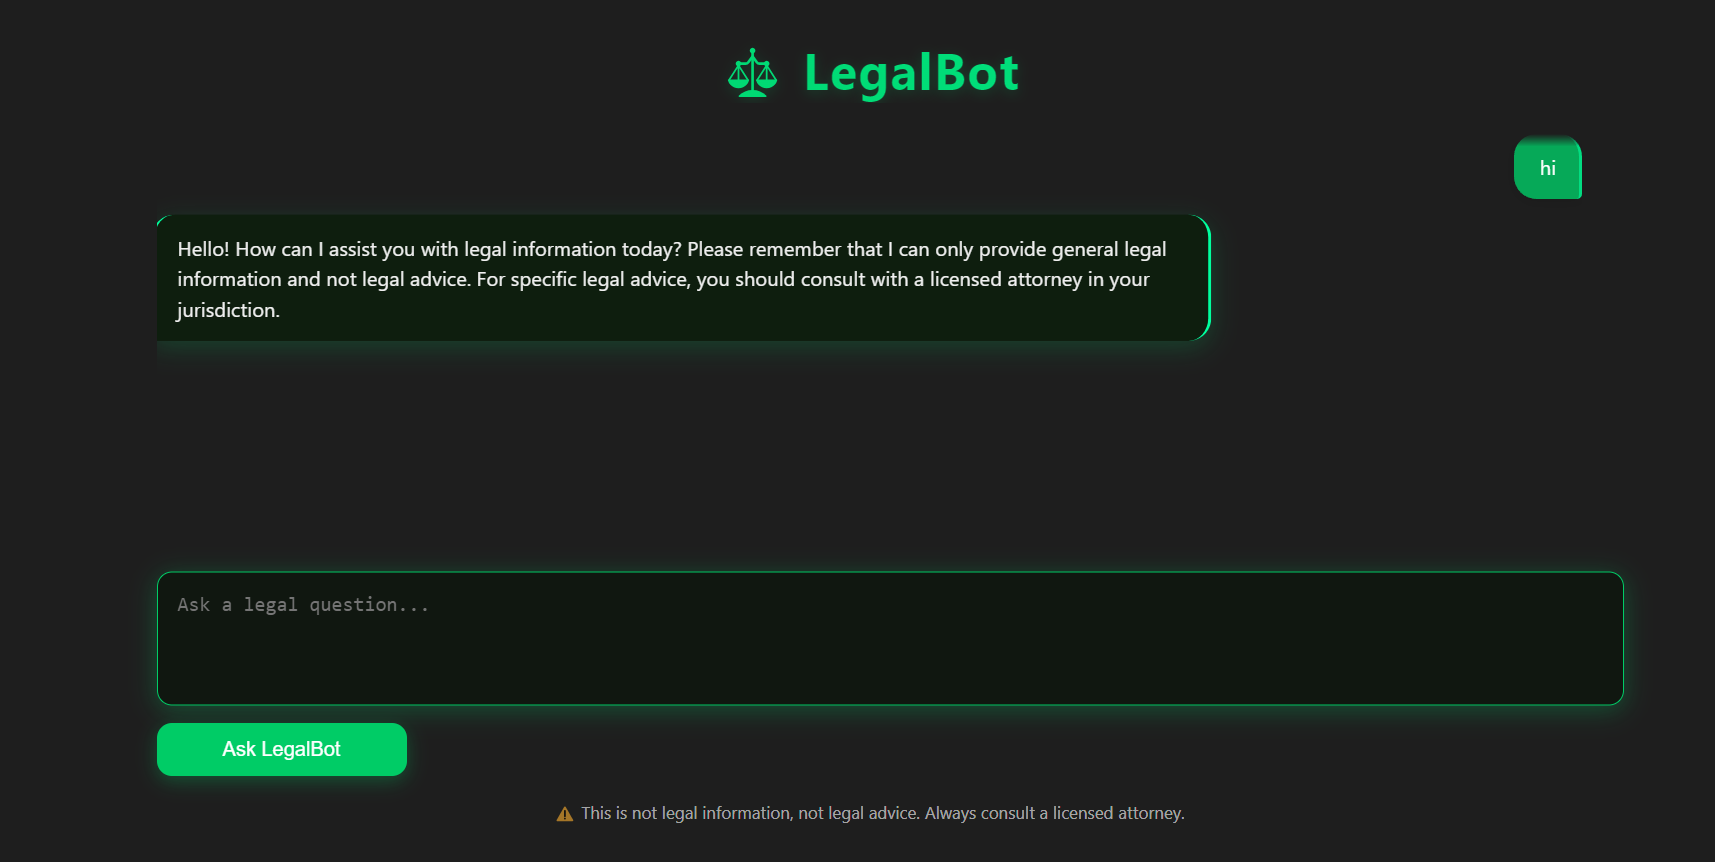 LegalBot
hi
Hello! How can I assist you with legal information today? Please remember that I can only provide general legal
information and not legal advice. For specific legal advice, you should consult with a licensed attorney in your
jurisdiction.
Ask a legal question...
Ask LegalBot
This is not legal information, not legal advice. Always consult a licensed attorney.